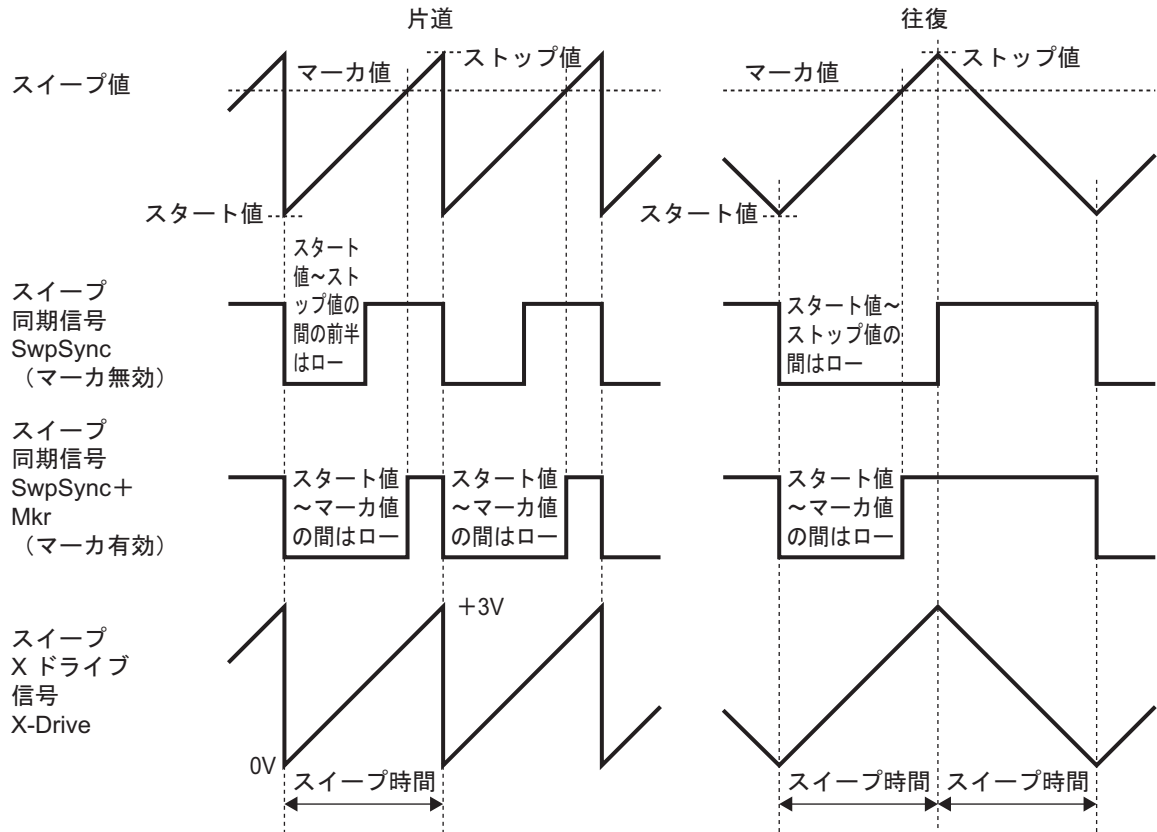 片道
往復
スイープ値
マーカ値
ストップ値
マーカ値
ストップ値
スタート値
スタート値
スイープ
同期信号
SwpSync
（マーカ無効）
スタート
値～スト
ップ値の
間の前半
はロー
スタート値～
ストップ値の
間はロー
スイープ
同期信号
SwpSync＋
Mkr
（マーカ有効）
スタート値
～マーカ値
の間はロー
スタート値
～マーカ値
の間はロー
スタート値
～マーカ値
の間はロー
スイープ
X ドライブ
信号
X-Drive
＋3V
0V
スイープ時間
スイープ時間
スイープ時間